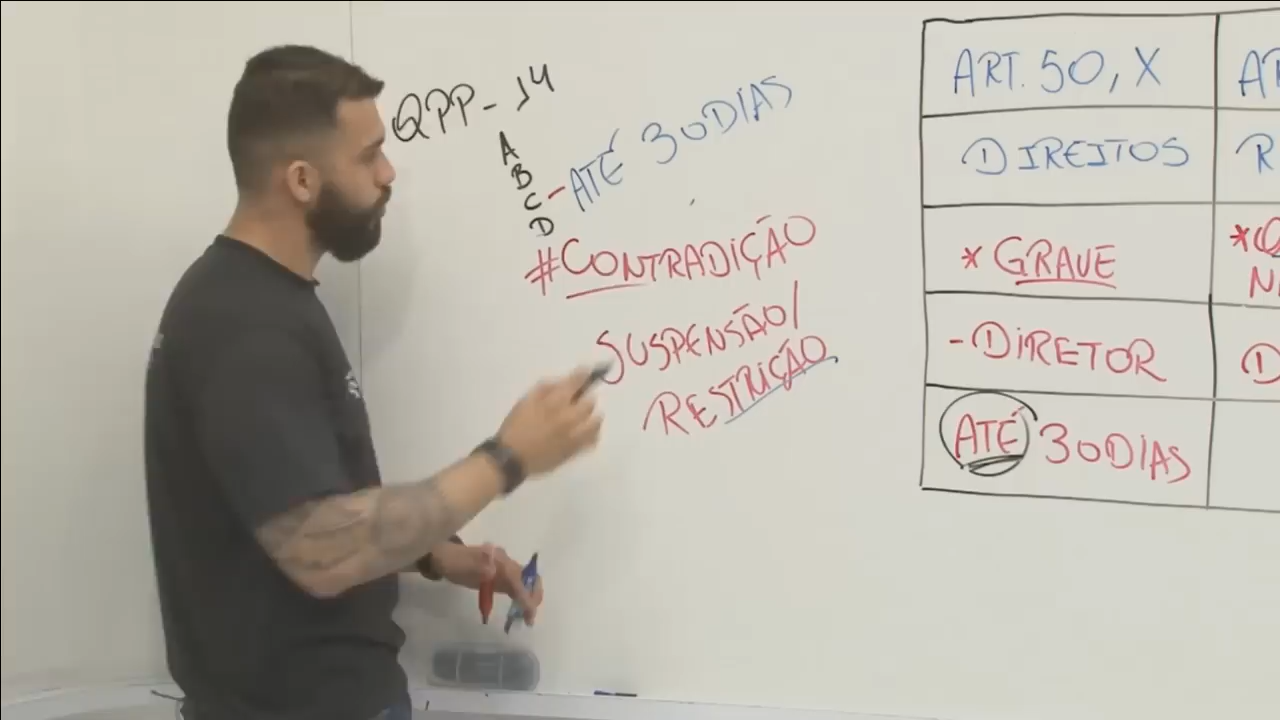 QPP-14
A
B
C - ATÉ 30 DIAS
D
#CONTRADIÇÃO
SUSPENSÃO/
RESTRIÇÃO
ART. 50, X
DIREITOS
* GRAVE
- DIRETOR
ATÉ 30 DIAS